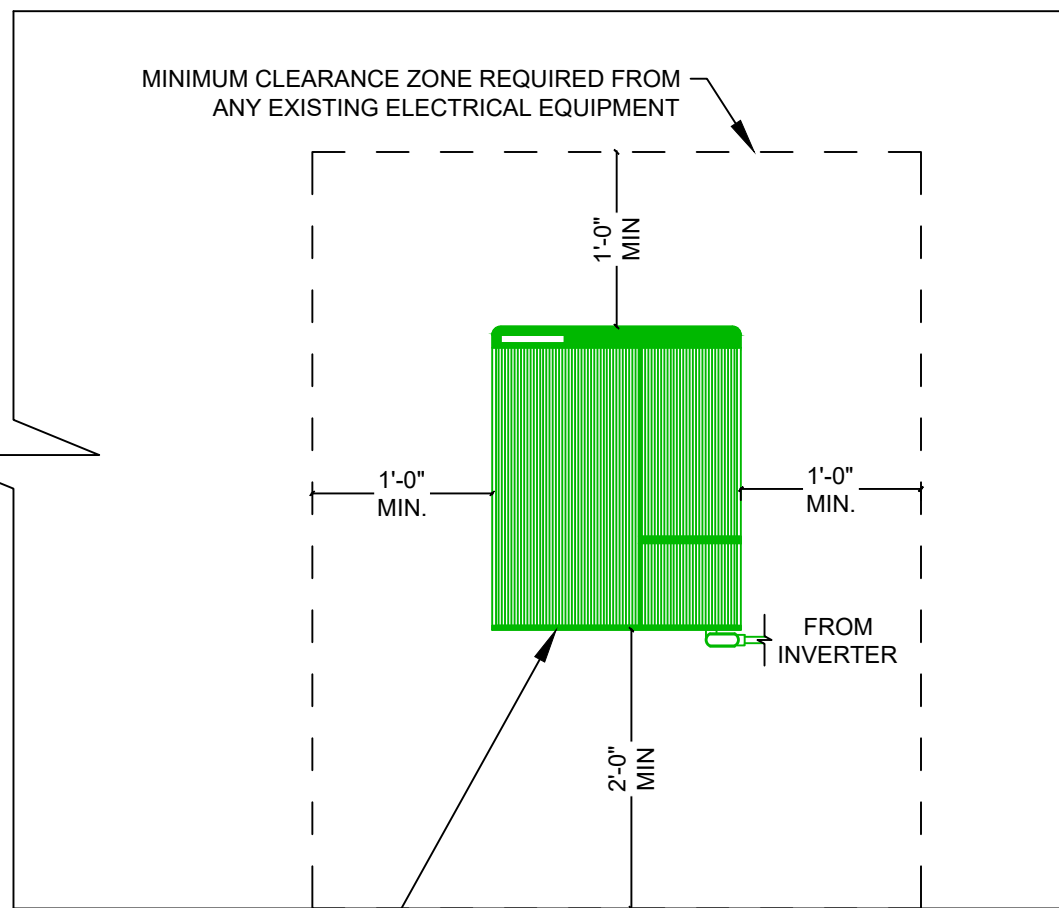 MINIMUM CLEARANCE ZONE REQUIRED FROM
ANY EXISTING ELECTRICAL EQUIPMENT
1'-0"
MIN
1'-0"
MIN.
1'-0"
MIN.
FROM
INVERTER
2'-0"
MIN